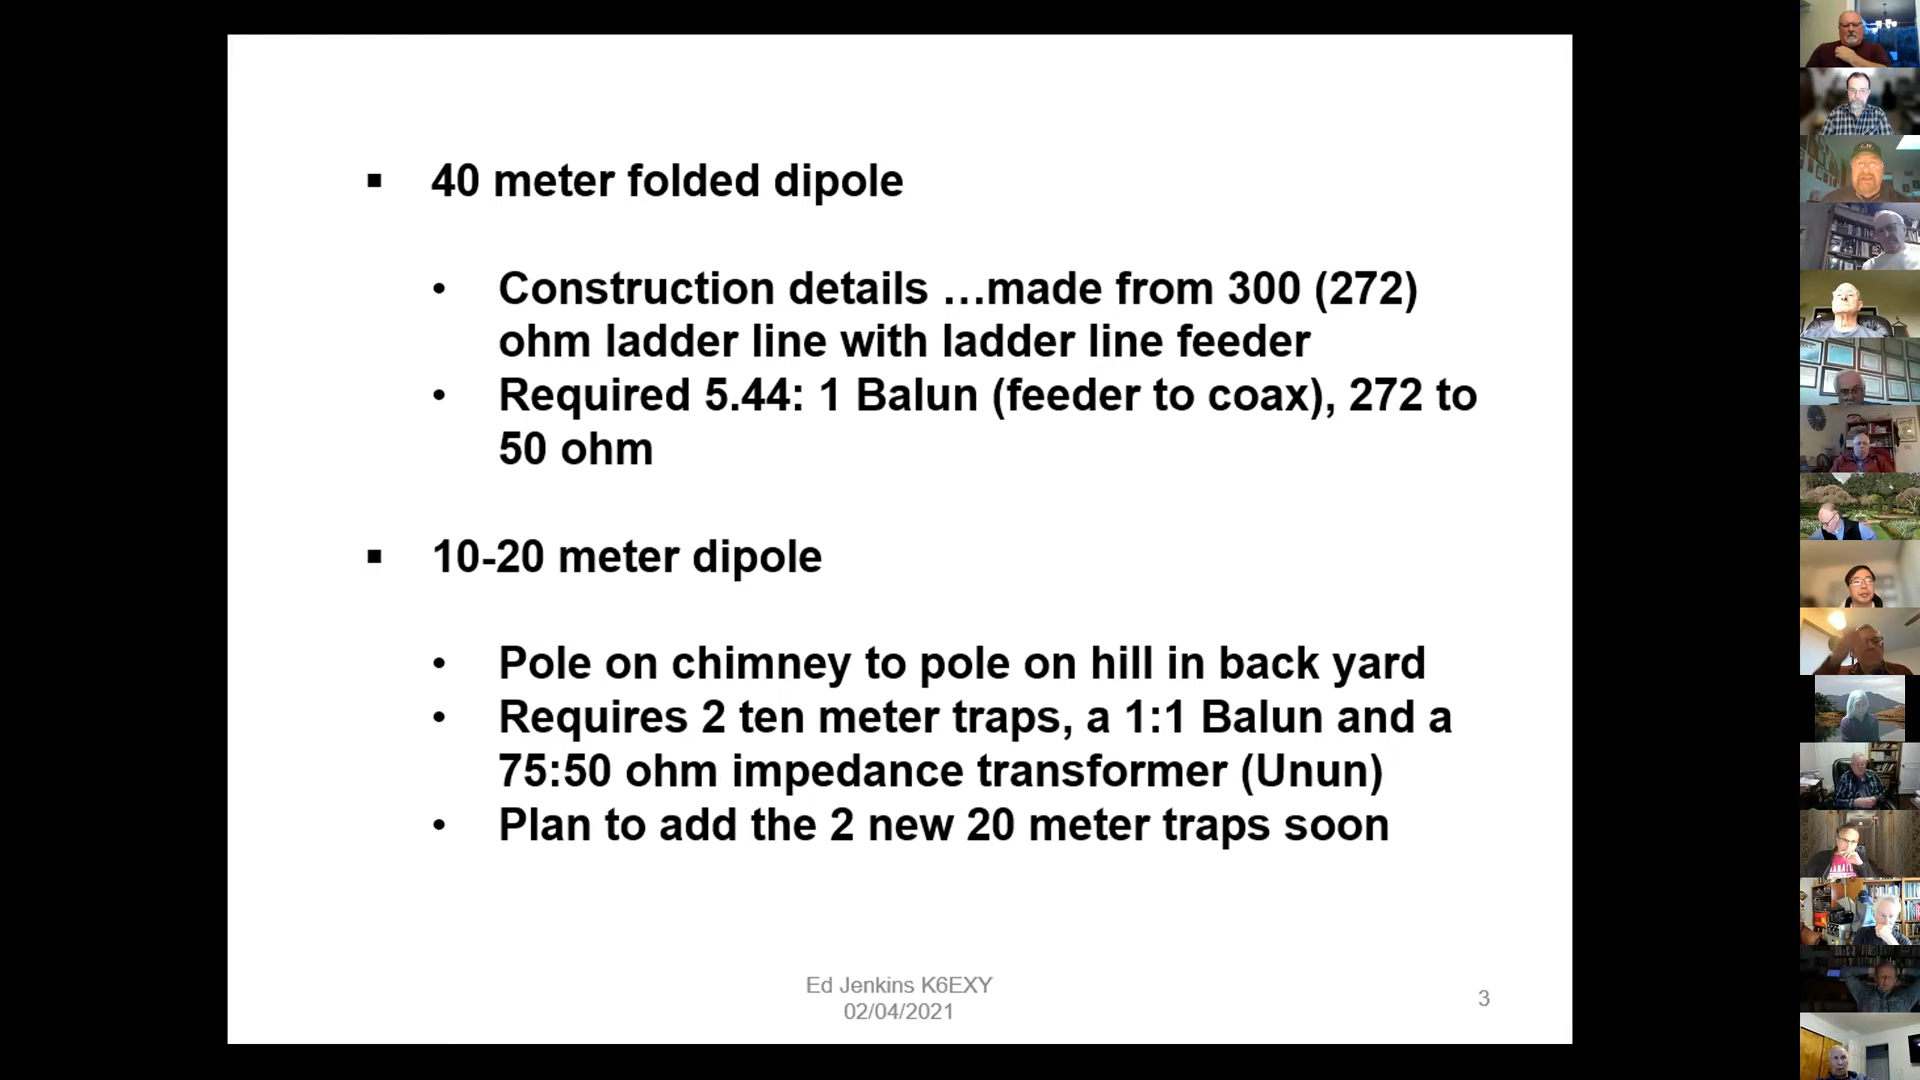 ▪ 40 meter folded dipole
• Construction details …made from 300 (272)
ohm ladder line with ladder line feeder
• Required 5.44: 1 Balun (feeder to coax), 272 to
50 ohm
▪ 10-20 meter dipole
• Pole on chimney to pole on hill in back yard
• Requires 2 ten meter traps, a 1:1 Balun and a
75:50 ohm impedance transformer (Unun)
• Plan to add the 2 new 20 meter traps soon
Ed Jenkins K6EXY
02/04/2021
3